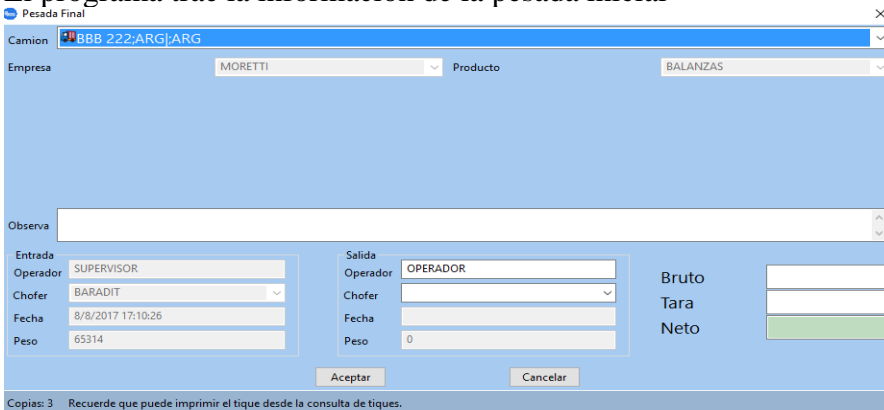 El programa trae la información de la pesada inicial
Pesada Final
Camion BBB 222;ARG|;ARG
Empresa MORETTI Producto BALANZAS
Observa
Entrada Salida
Operador SUPERVISOR Operador OPERADOR
Chofer BARADIT Chofer
Fecha 8/8/2017 17:10:26 Fecha
Peso 65314 Peso 0
Bruto
Tara
Neto
Aceptar Cancelar
Copias: 3 Recuerde que puede imprimir el tique desde la consulta de tiques.